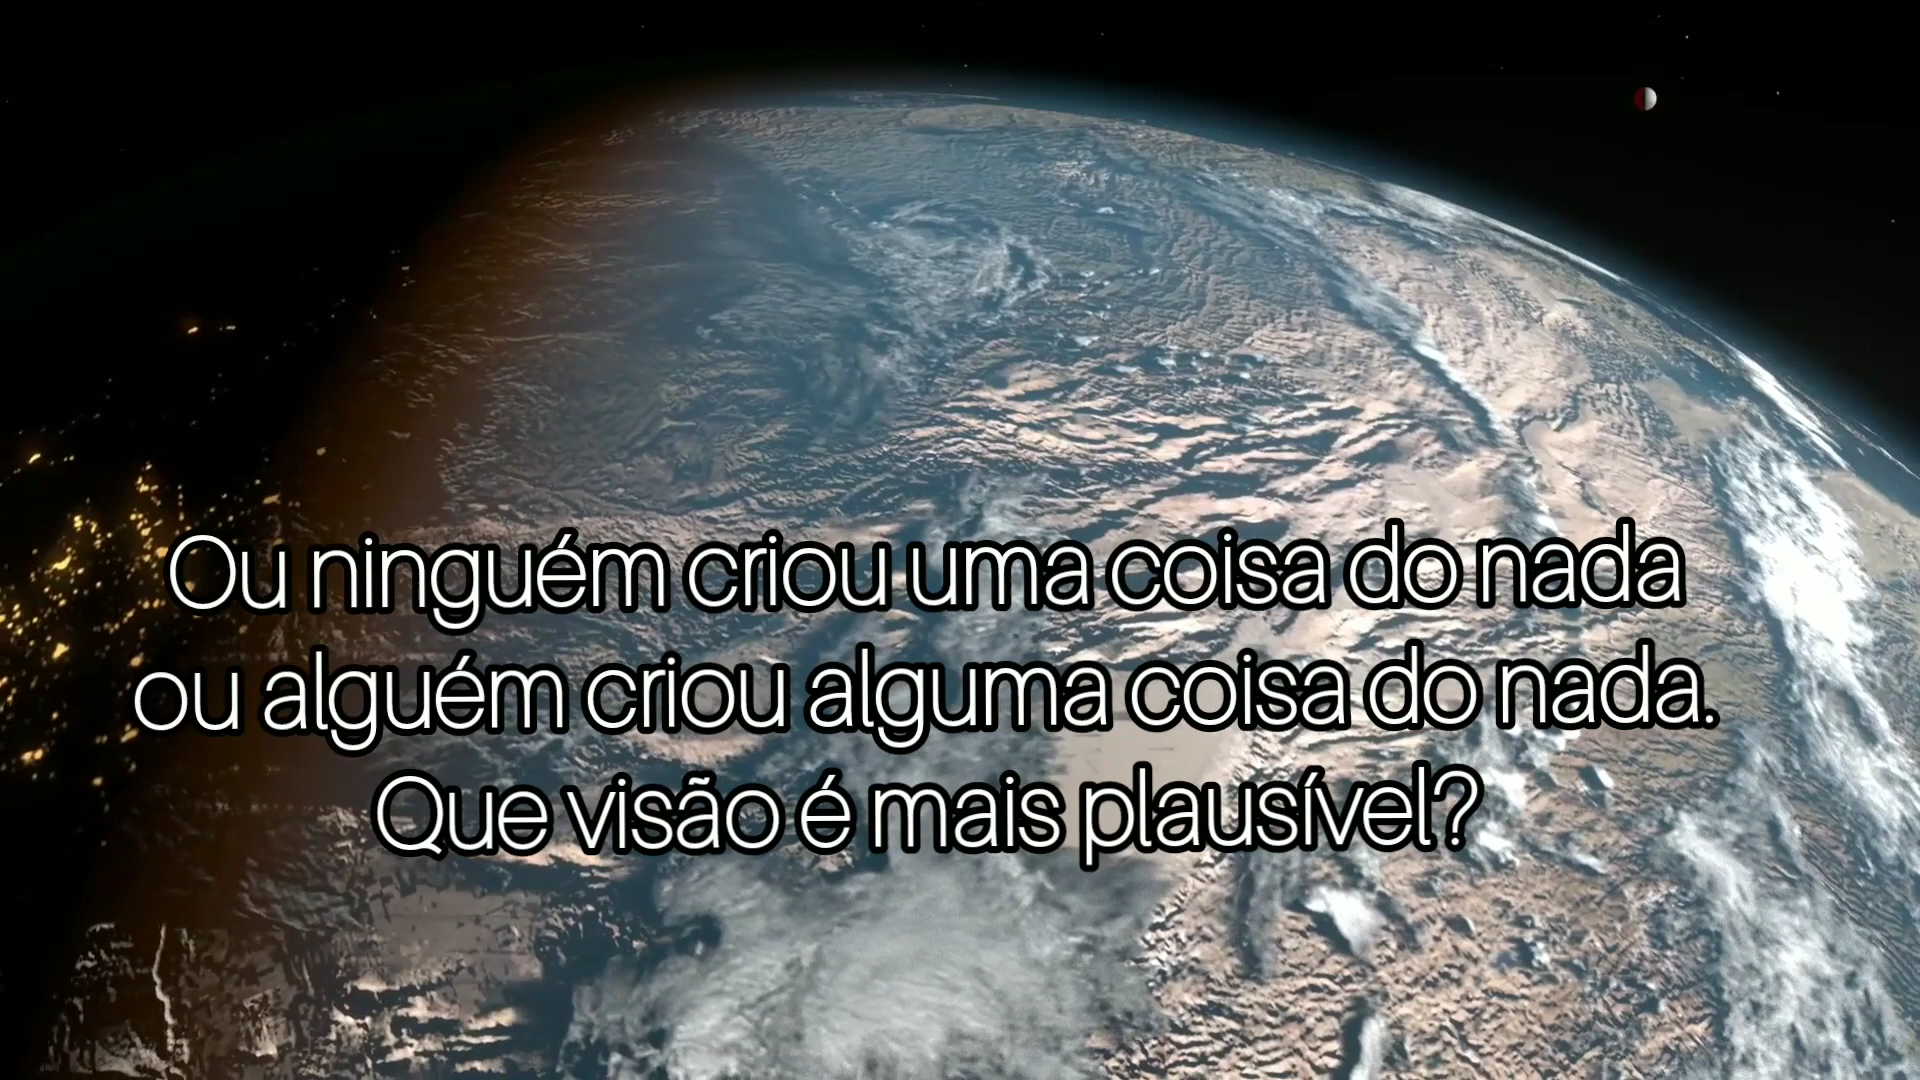 Ou ninguém criou uma coisa do nada
ou alguém criou alguma coisa do nada.
Que visão é mais plausível?